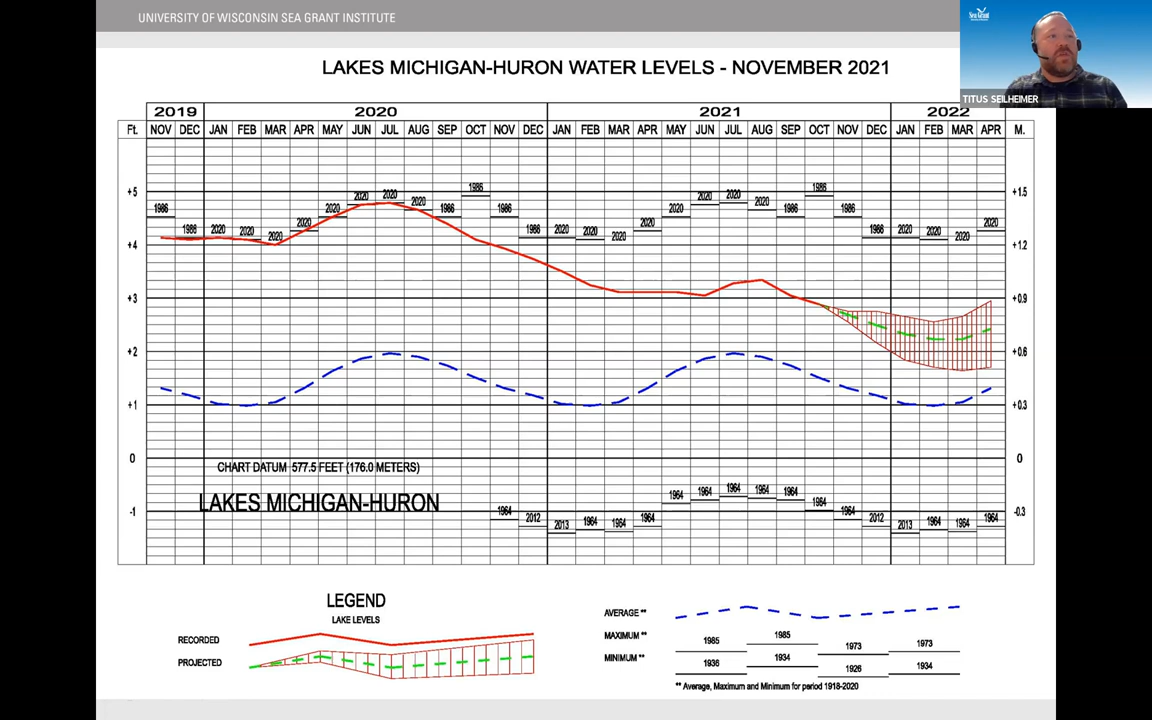 UNIVERSITY OF WISCONSIN SEA GRANT INSTITUTE
Sea Grant
TITUS SEILHEIMER
LAKES MICHIGAN-HURON WATER LEVELS - NOVEMBER 2021
2019 2020 2021 2022
Ft. NOV DEC JAN FEB MAR APR MAY JUN JUL AUG SEP OCT NOV DEC JAN FEB MAR APR MAY JUN JUL AUG SEP OCT NOV DEC JAN FEB MAR APR M.
+5 1986 1986 2020 2020 2020 2020 2020 2020 2020 2020 1986 1986 1986 1986 2020 2020 2020 2020 2020 2020 2020 2020 1986 1986 1986 1986 2020 2020 2020 2020 +1.5
+4 +1.2
+3 +0.9
+2 +0.6
+1 +0.3
0 0
CHART DATUM 577.5 FEET (176.0 METERS)
LAKES MICHIGAN-HURON
-1 1964 2012 2013 1964 1964 1964 1964 1964 1964 1964 1964 1964 1964 2012 2013 1964 1964 1964 -0.3
LEGEND
LAKE LEVELS
RECORDED
PROJECTED
AVERAGE **
MAXIMUM ** 1985 1985 1973 1973
MINIMUM ** 1936 1934 1926 1934
** Average, Maximum and Minimum for period 1918-2020